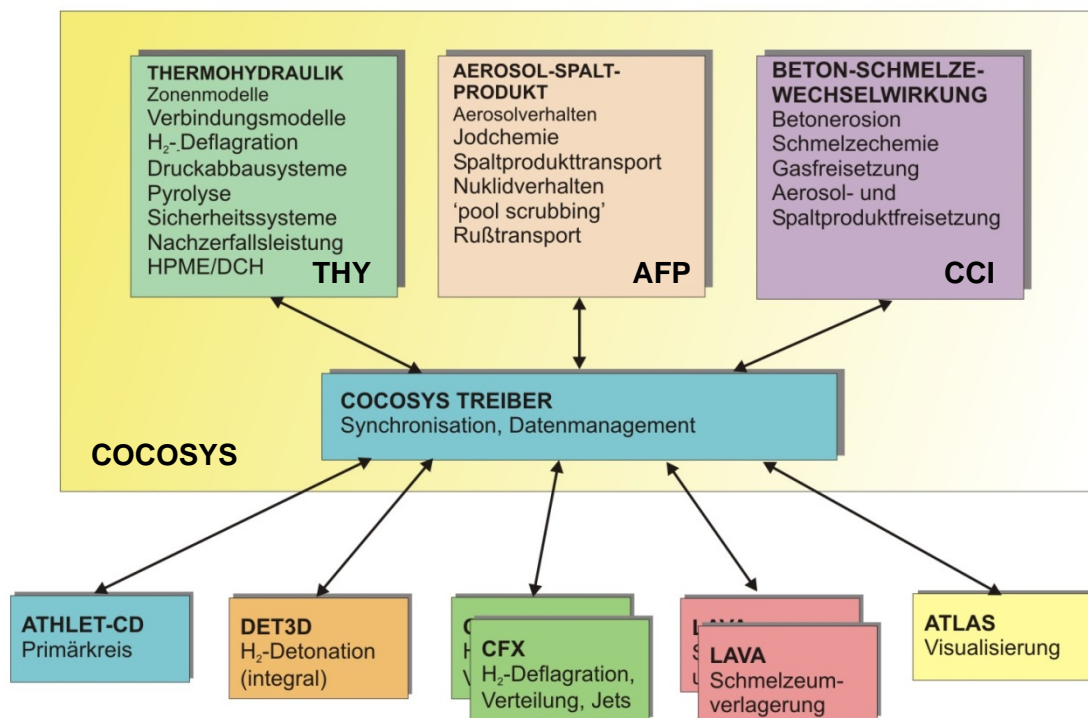 THERMOHYDRAULIK
Zonenmodelle
Verbindungsmodelle
H₂-.Deflagration
Druckabbausysteme
Pyrolyse
Sicherheitssysteme
Nachzerfallsleistung
HPME/DCH
THY
AEROSOL-SPALT-
PRODUKT
Aerosolverhalten
Jodchemie
Spaltprodukttransport
Nuklidverhalten
‘pool scrubbing’
Rußtransport
AFP
BETON-SCHMELZE-
WECHSELWIRKUNG
Betonerosion
Schmelzechemie
Gasfreisetzung
Aerosol- und
Spaltproduktfreisetzung
CCI
COCOSYS TREIBER
Synchronisation, Datenmanagement
COCOSYS
ATHLET-CD
Primärkreis
DET3D
H₂-Detonation
(integral)
CFX
H₂-Deflagration,
Verteilung, Jets
LAVA
LAVA
Schmelzeum-
verlagerung
ATLAS
Visualisierung